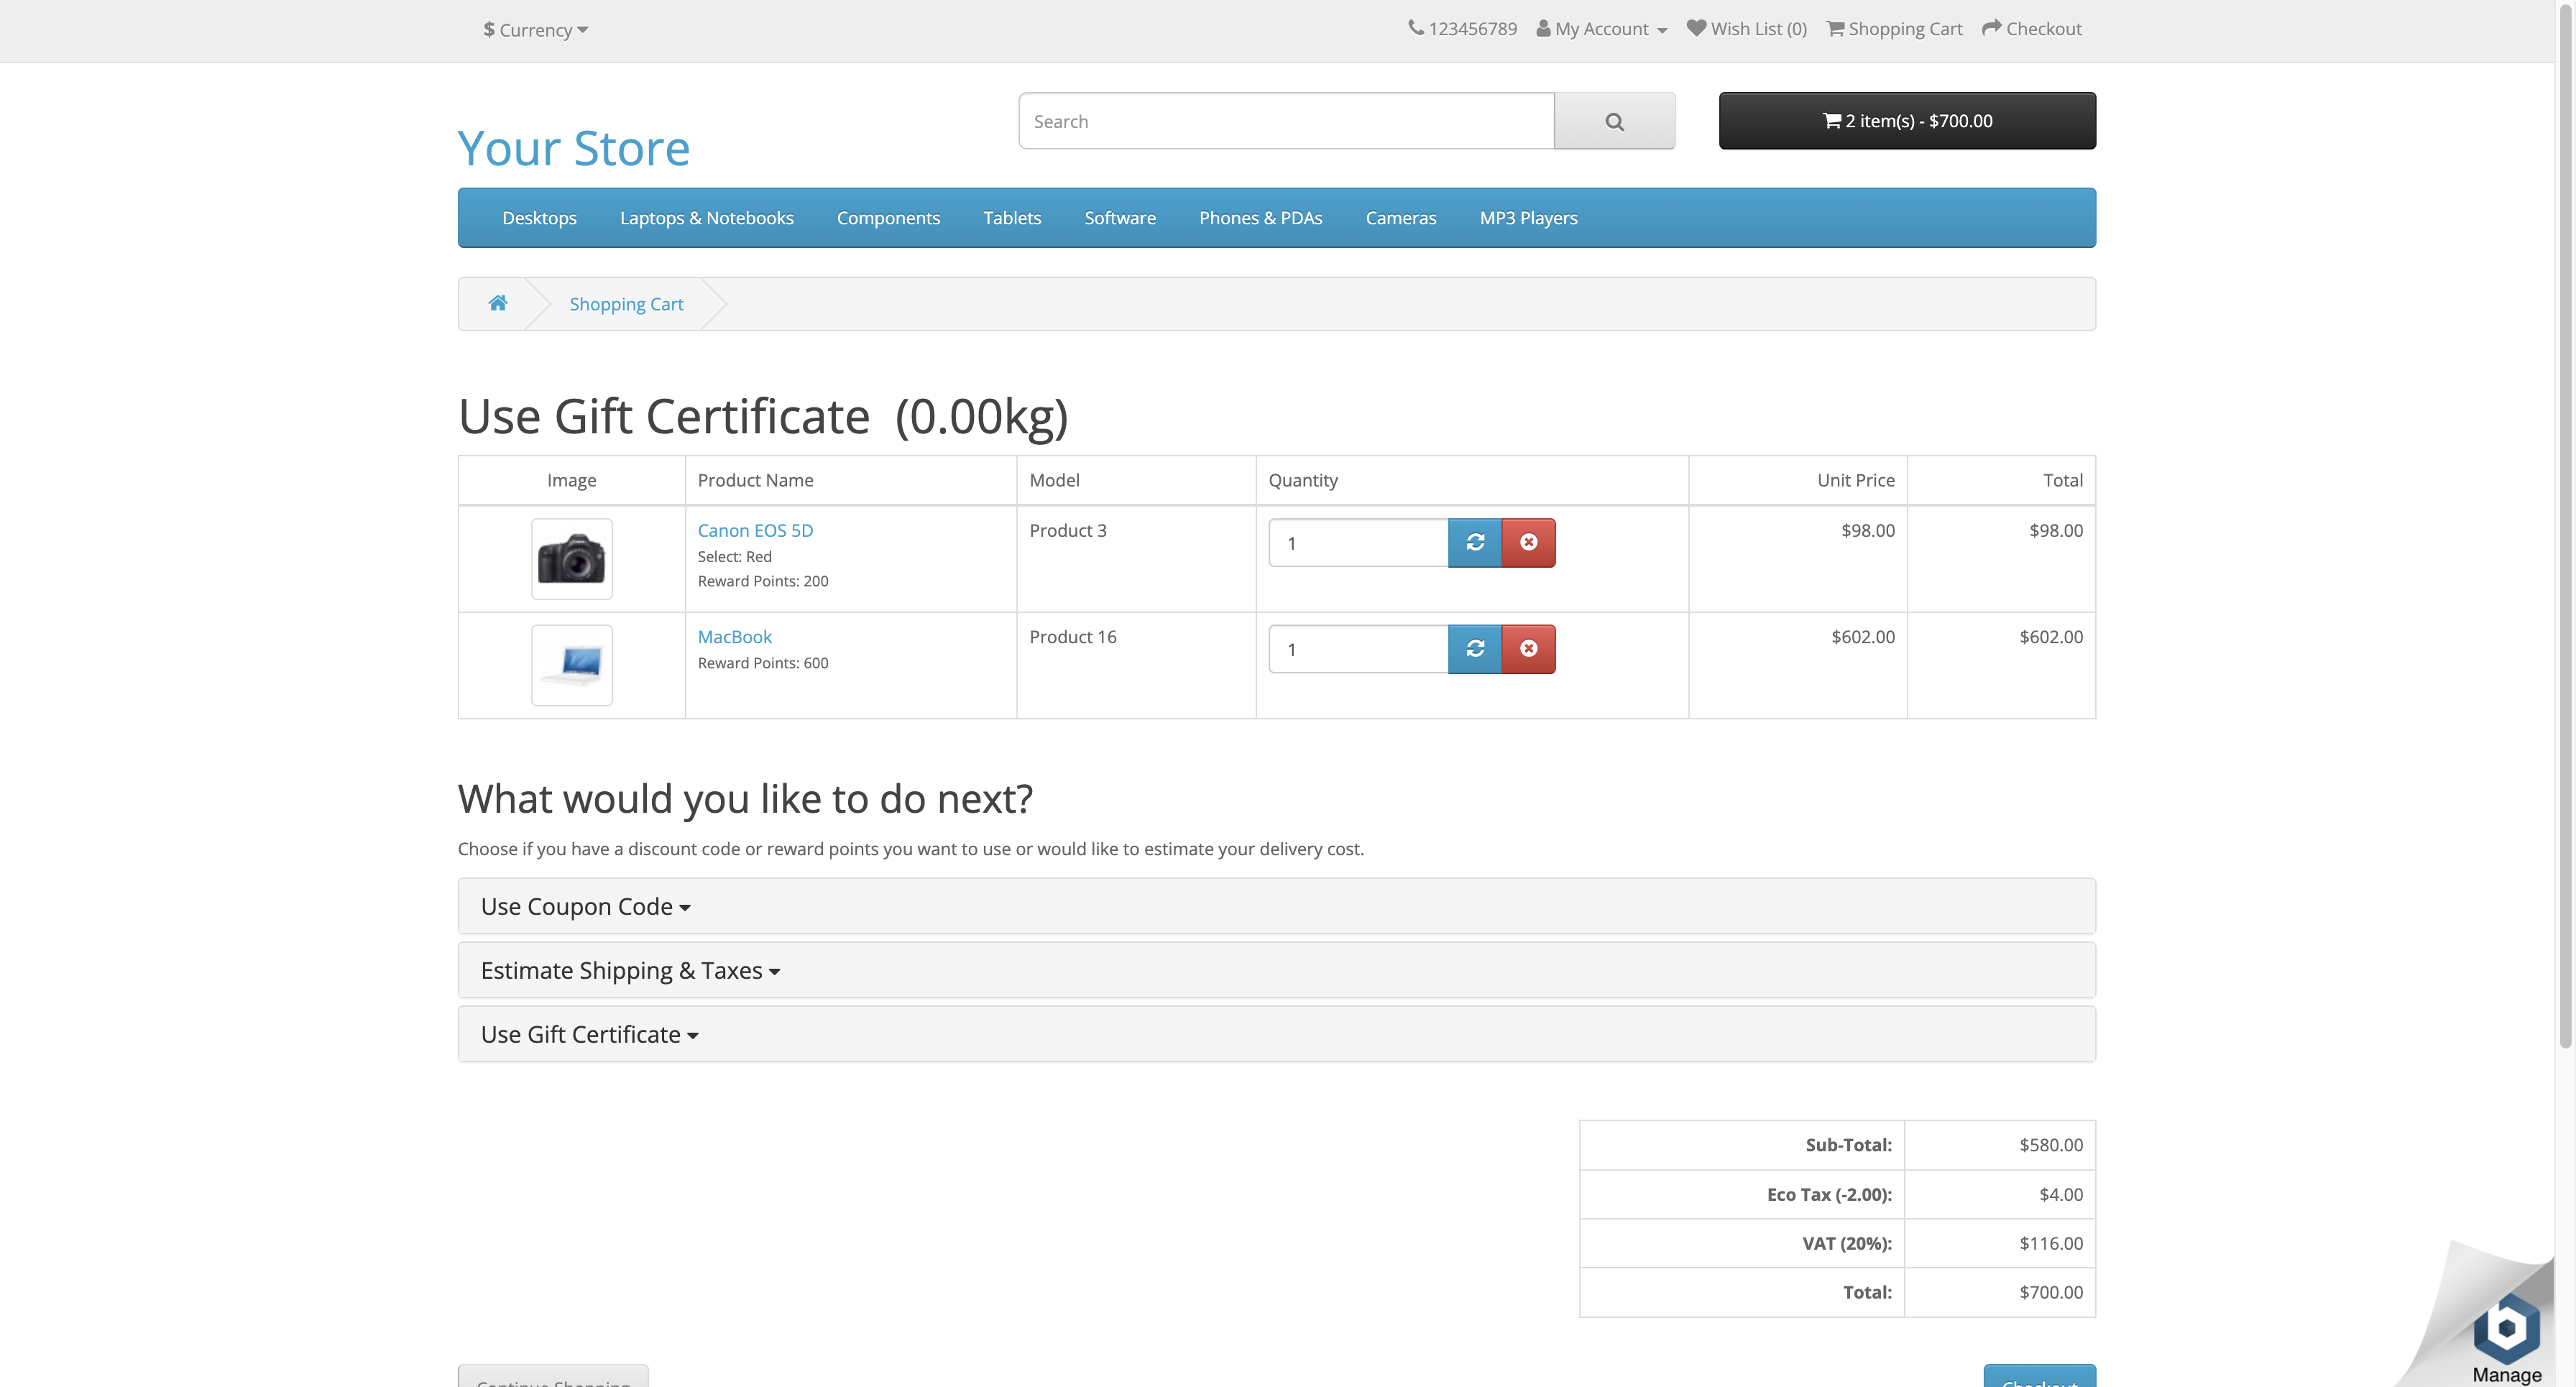 $ Currency
123456789 My Account Wish List (0) Shopping Cart Checkout
Your Store
Search
2 item(s) - $700.00
Desktops Laptops & Notebooks Components Tablets Software Phones & PDAs Cameras MP3 Players
Shopping Cart
Use Gift Certificate (0.00kg)
Image Product Name Model Quantity Unit Price Total
Canon EOS 5D Product 3 1 $98.00 $98.00
Select: Red
Reward Points: 200
MacBook Product 16 1 $602.00 $602.00
Reward Points: 600
What would you like to do next?
Choose if you have a discount code or reward points you want to use or would like to estimate your delivery cost.
Use Coupon Code
Estimate Shipping & Taxes
Use Gift Certificate
Sub-Total: $580.00
Eco Tax (-2.00): $4.00
VAT (20%): $116.00
Total: $700.00
Continue Shopping Checkout
Manage